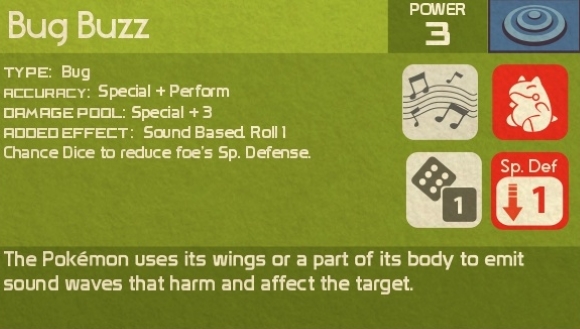 Bug Buzz
POWER
3
TYPE: Bug
ACCURACY: Special + Perform
DAMAGE POOL: Special + 3
ADDED EFFECT: Sound Based. Roll 1
Chance Dice to reduce foe's Sp. Defense.
1
Sp. Def
1
The Pokémon uses its wings or a part of its body to emit
sound waves that harm and affect the target.